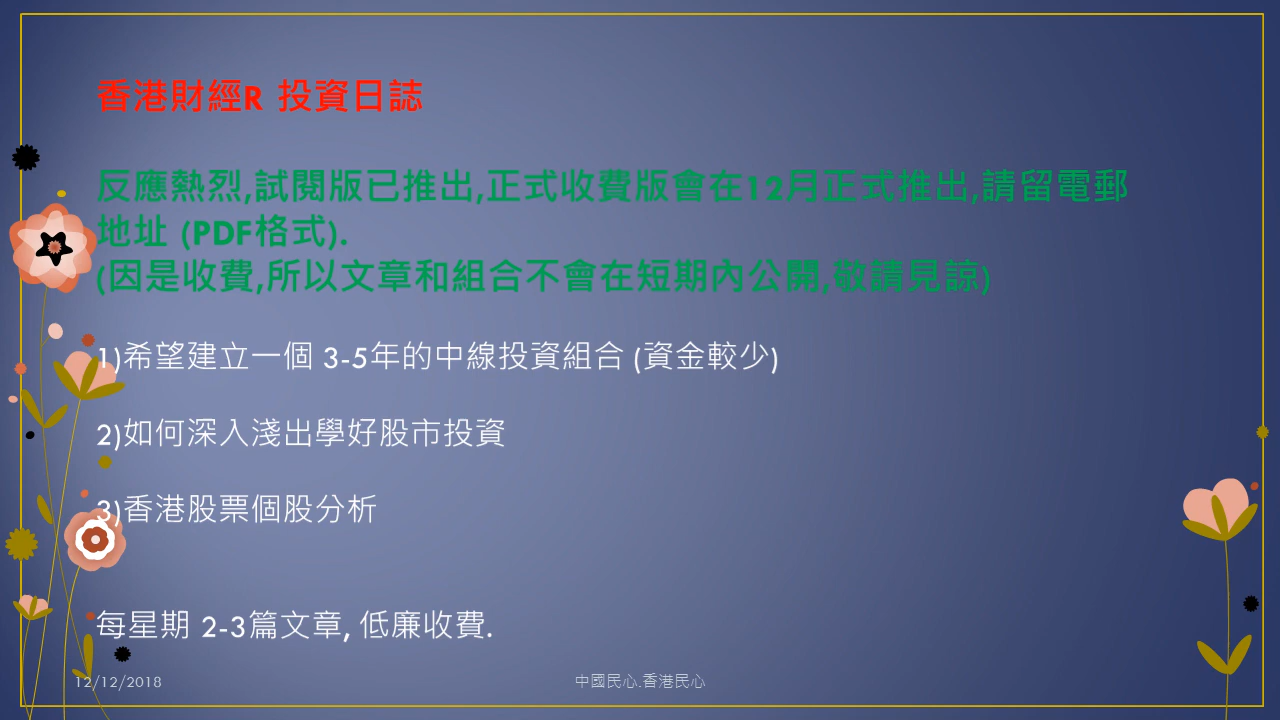 香港財經R 投資日誌
反應熱烈,試閱版已推出,正式收費版會在12月正式推出,請留電郵
地址 (PDF格式).
(因是收費,所以文章和組合不會在短期內公開,敬請見諒)
1)希望建立一個 3-5年的中線投資組合 (資金較少)
2)如何深入淺出學好股市投資
3)香港股票個股分析
每星期 2-3篇文章, 低廉收費.
12/12/2018
中國民心.香港民心